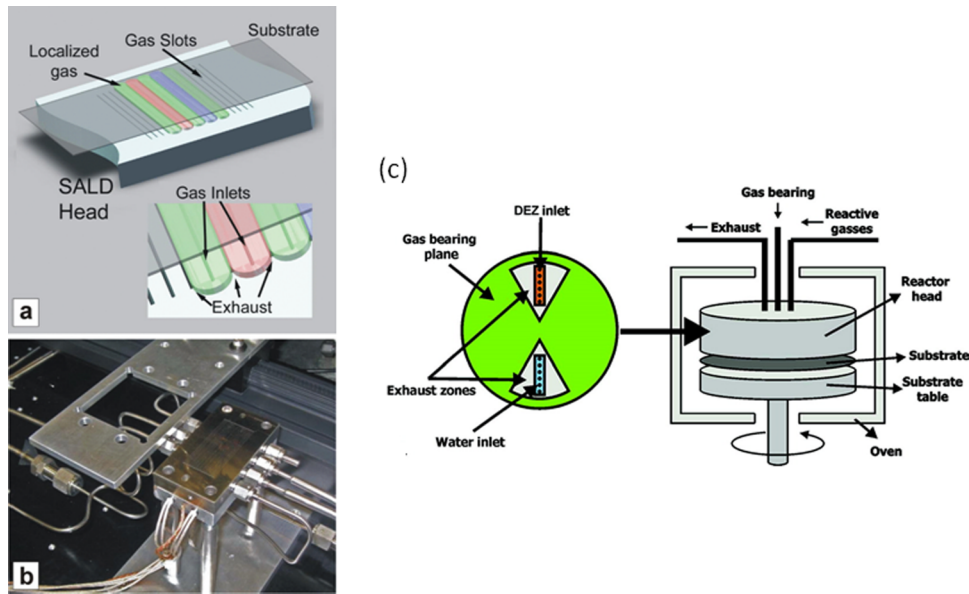 Localized
gas
Gas Slots
Substrate
SALD
Head
Gas Inlets
Exhaust
a
b
(c)
DEZ inlet
Gas bearing
plane
Exhaust zones
Water inlet
Gas bearing
Exhaust
Reactive
gasses
Reactor
head
Substrate
Substrate
table
Oven